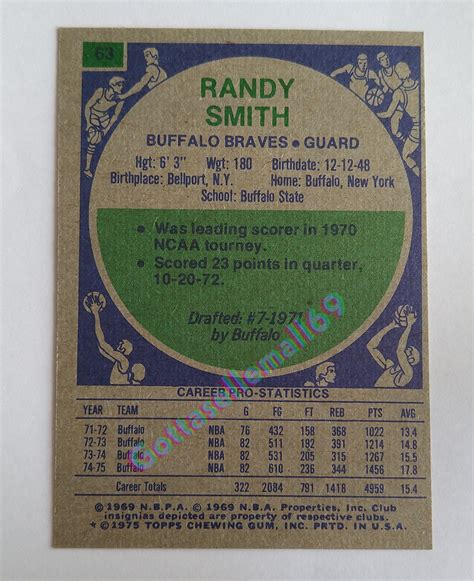 63
RANDY
SMITH
BUFFALO BRAVES ● GUARD
Hgt: 6' 3" Wgt: 180 Birthdate: 12-12-48
Birthplace: Bellport, N.Y. Home: Buffalo, New York
School: Buffalo State
● Was leading scorer in 1970
NCAA tourney.
● Scored 23 points in quarter,
10-20-72.
Drafted: #7-1971
by Buffalo
Gottasellemall69
CAREER PRO-STATISTICS
YEAR TEAM G FG FT REB PTS AVG
71-72 Buffalo NBA 76 432 158 368 1022 13.4
72-73 Buffalo NBA 82 511 192 391 1214 14.8
73-74 Buffalo NBA 82 531 205 315 1267 15.5
74-75 Buffalo NBA 82 610 236 344 1456 17.8
Career Totals 322 2084 791 1418 4959 15.4
© 1969 N.B.P.A. © 1969 N.B.A. Properties, Inc. Club
insignias depicted are property of respective clubs.
*©1975 TOPPS CHEWING GUM, INC. PRTD. IN U.S.A.